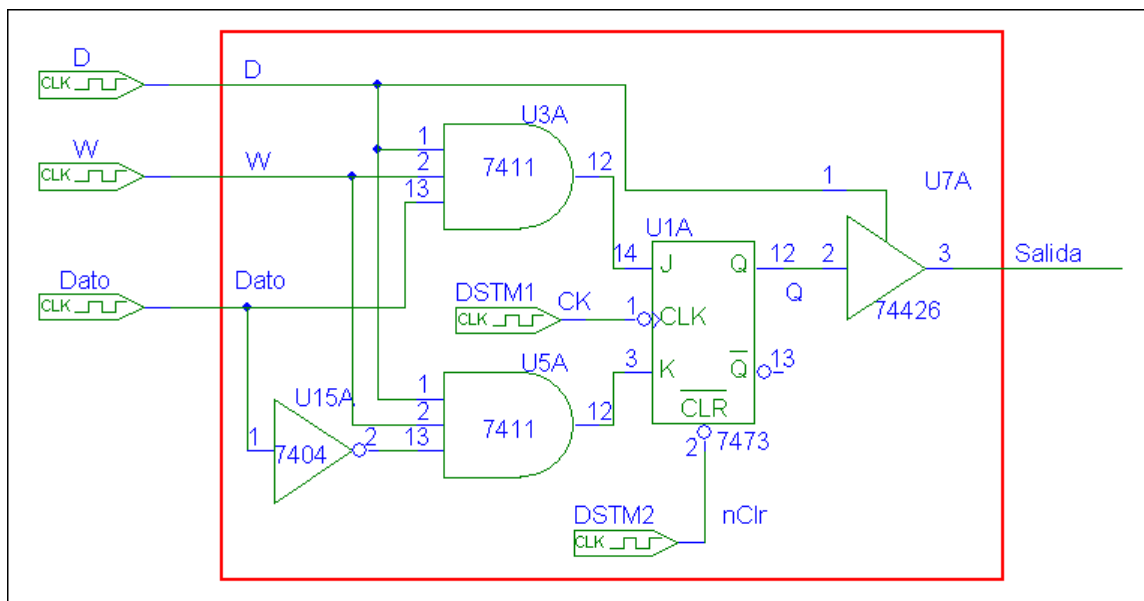 D
CLK
D
W
CLK
W
Dato
CLK
Dato
U3A
1
2
13
7411
12
1
U7A
2
3
74426
Salida
U1A
14
J
Q
12
Q
DSTM1
CLK
CK
1
CLK
3
K
Q
13
CLR
2
7473
U5A
1
2
13
7411
12
U15A
1
7404
2
DSTM2
CLK
nClr